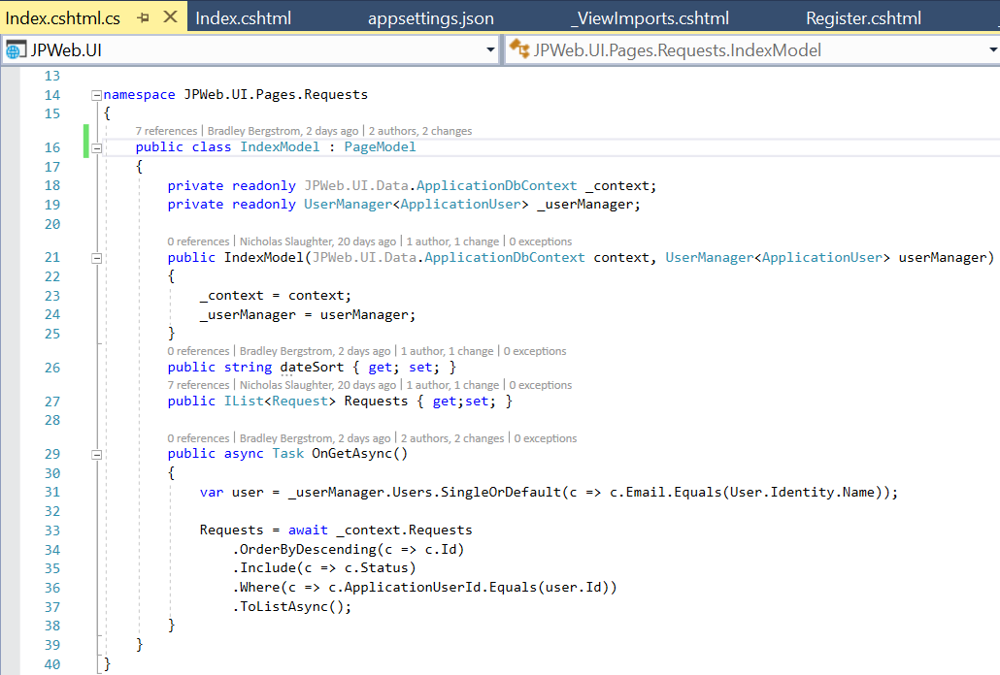 Index.cshtml.cs Index.cshtml appsettings.json _ViewImports.cshtml Register.cshtml
JPWeb.UI JPWeb.UI.Pages.Requests.IndexModel
13
14 namespace JPWeb.UI.Pages.Requests
15 {
7 references | Bradley Bergstrom, 2 days ago | 2 authors, 2 changes
16 public class IndexModel : PageModel
17 {
18 private readonly JPWeb.UI.Data.ApplicationDbContext _context;
19 private readonly UserManager<ApplicationUser> _userManager;
20
0 references | Nicholas Slaughter, 20 days ago | 1 author, 1 change | 0 exceptions
21 public IndexModel(JPWeb.UI.Data.ApplicationDbContext context, UserManager<ApplicationUser> userManager)
22 {
23 _context = context;
24 _userManager = userManager;
25 }
0 references | Bradley Bergstrom, 2 days ago | 1 author, 1 change | 0 exceptions
26 public string dateSort { get; set; }
7 references | Nicholas Slaughter, 20 days ago | 1 author, 1 change | 0 exceptions
27 public IList<Request> Requests { get;set; }
28
0 references | Bradley Bergstrom, 2 days ago | 2 authors, 2 changes | 0 exceptions
29 public async Task OnGetAsync()
30 {
31 var user = _userManager.Users.SingleOrDefault(c => c.Email.Equals(User.Identity.Name));
32
33 Requests = await _context.Requests
34 .OrderByDescending(c => c.Id)
35 .Include(c => c.Status)
36 .Where(c => c.ApplicationUserId.Equals(user.Id))
37 .ToListAsync();
38 }
39 }
40 }